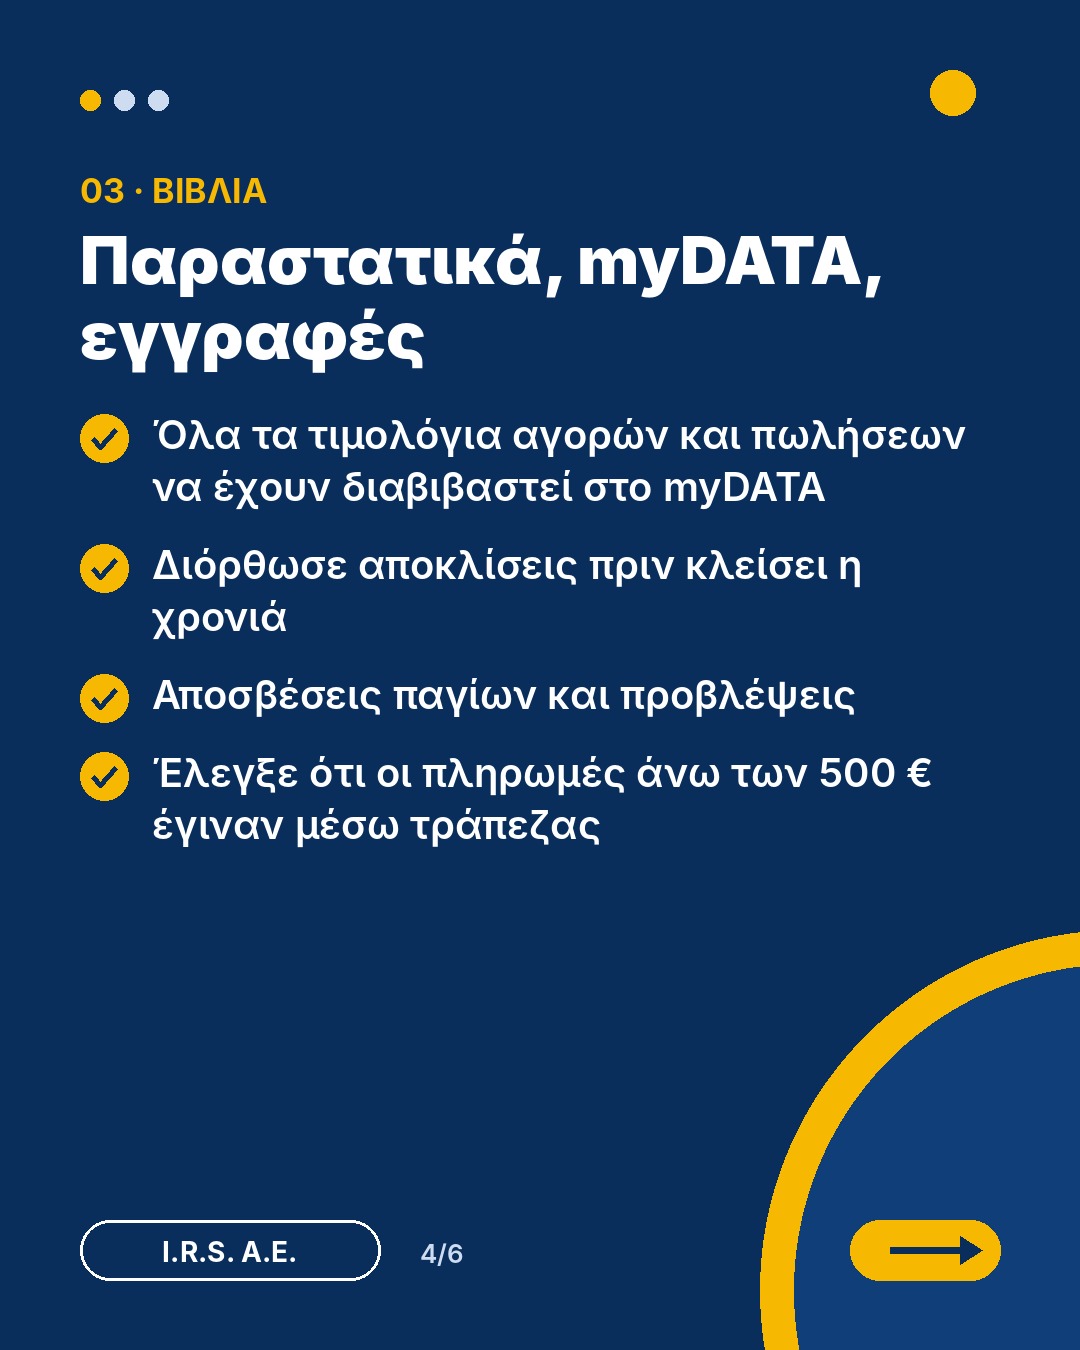 03 · ΒΙΒΛΙΑ
Παραστατικά, myDATA,
εγγραφές
Όλα τα τιμολόγια αγορών και πωλήσεων
να έχουν διαβιβαστεί στο myDATA
Διόρθωσε αποκλίσεις πριν κλείσει η
χρονιά
Αποσβέσεις παγίων και προβλέψεις
Έλεγξε ότι οι πληρωμές άνω των 500 €
έγιναν μέσω τράπεζας
I.R.S. A.E.
4/6